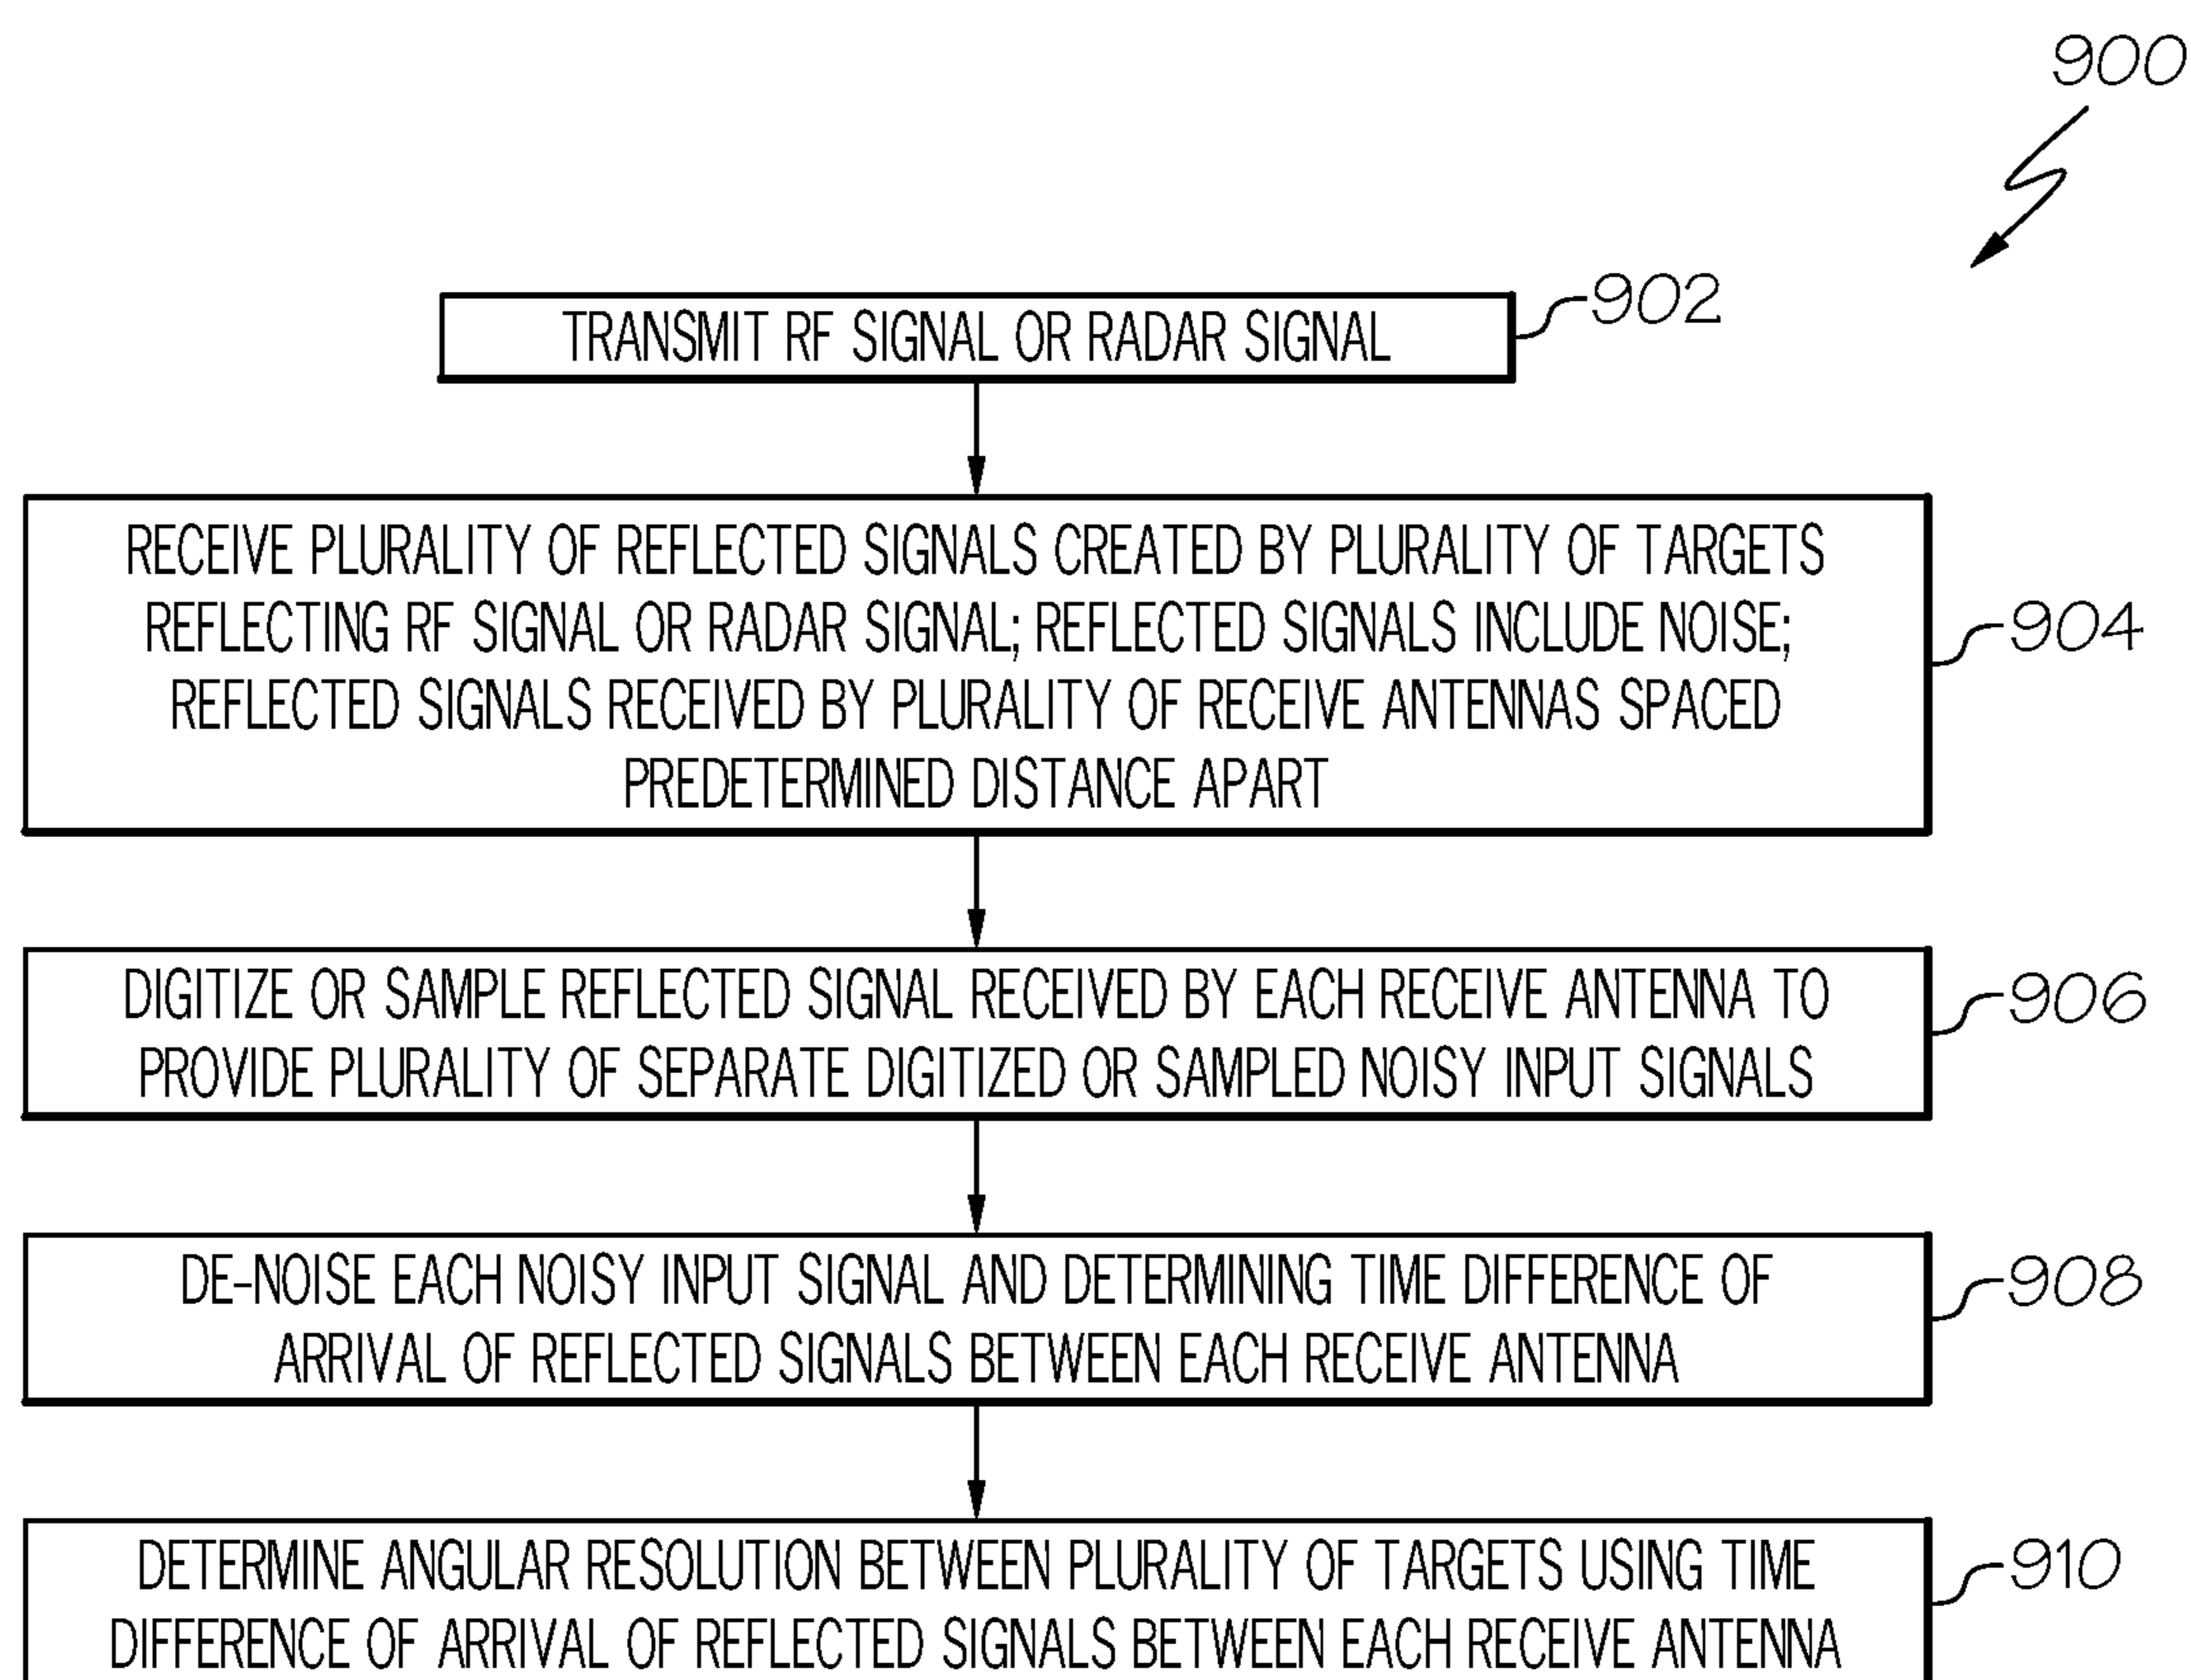 900
TRANSMIT RF SIGNAL OR RADAR SIGNAL
902
RECEIVE PLURALITY OF REFLECTED SIGNALS CREATED BY PLURALITY OF TARGETS
REFLECTING RF SIGNAL OR RADAR SIGNAL; REFLECTED SIGNALS INCLUDE NOISE;
REFLECTED SIGNALS RECEIVED BY PLURALITY OF RECEIVE ANTENNAS SPACED
PREDETERMINED DISTANCE APART
904
DIGITIZE OR SAMPLE REFLECTED SIGNAL RECEIVED BY EACH RECEIVE ANTENNA TO
PROVIDE PLURALITY OF SEPARATE DIGITIZED OR SAMPLED NOISY INPUT SIGNALS
906
DE-NOISE EACH NOISY INPUT SIGNAL AND DETERMINING TIME DIFFERENCE OF
ARRIVAL OF REFLECTED SIGNALS BETWEEN EACH RECEIVE ANTENNA
908
DETERMINE ANGULAR RESOLUTION BETWEEN PLURALITY OF TARGETS USING TIME
DIFFERENCE OF ARRIVAL OF REFLECTED SIGNALS BETWEEN EACH RECEIVE ANTENNA
910